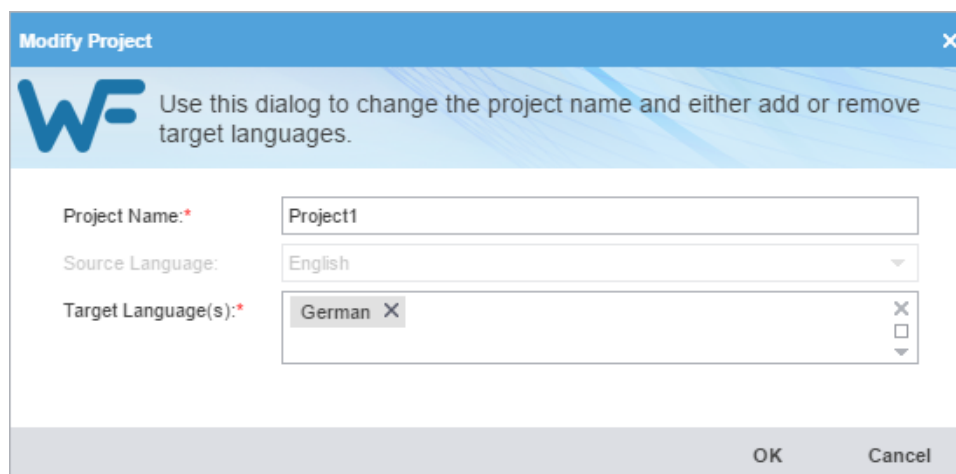 Modify Project
WF
Use this dialog to change the project name and either add or remove
target languages.
Project Name:*
Project1
Source Language:
English
Target Language(s):*
German
OK
Cancel